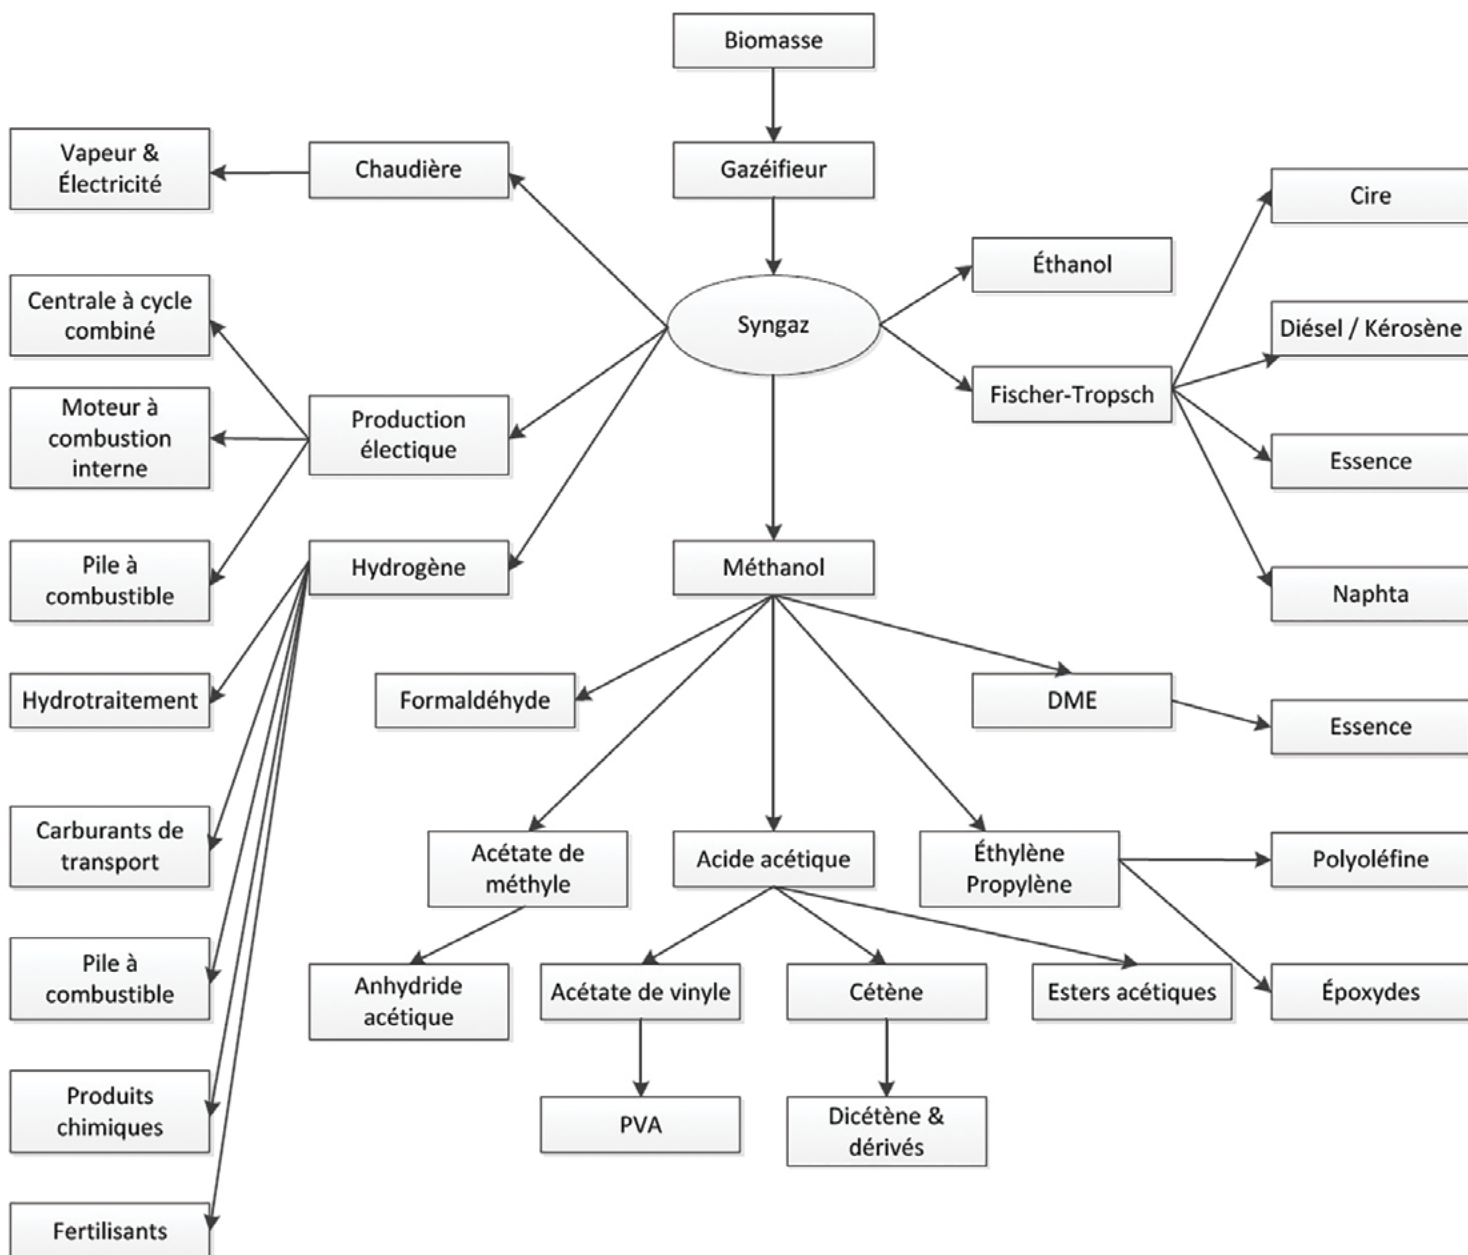 Biomasse
Vapeur &
Électricité
Chaudière
Gazéifieur
Cire
Éthanol
Centrale à cycle
combiné
Syngaz
Diésel / Kérosène
Moteur à
combustion
interne
Production
électique
Fischer-Tropsch
Essence
Pile à
combustible
Hydrogène
Méthanol
Naphta
Hydrotraitement
Formaldéhyde
DME
Essence
Carburants de
transport
Acétate de
méthyle
Acide acétique
Éthylène
Propylène
Polyoléfine
Pile à
combustible
Anhydride
acétique
Acétate de vinyle
Cétène
Esters acétiques
Époxydes
Produits
chimiques
PVA
Dicétène &
dérivés
Fertilisants